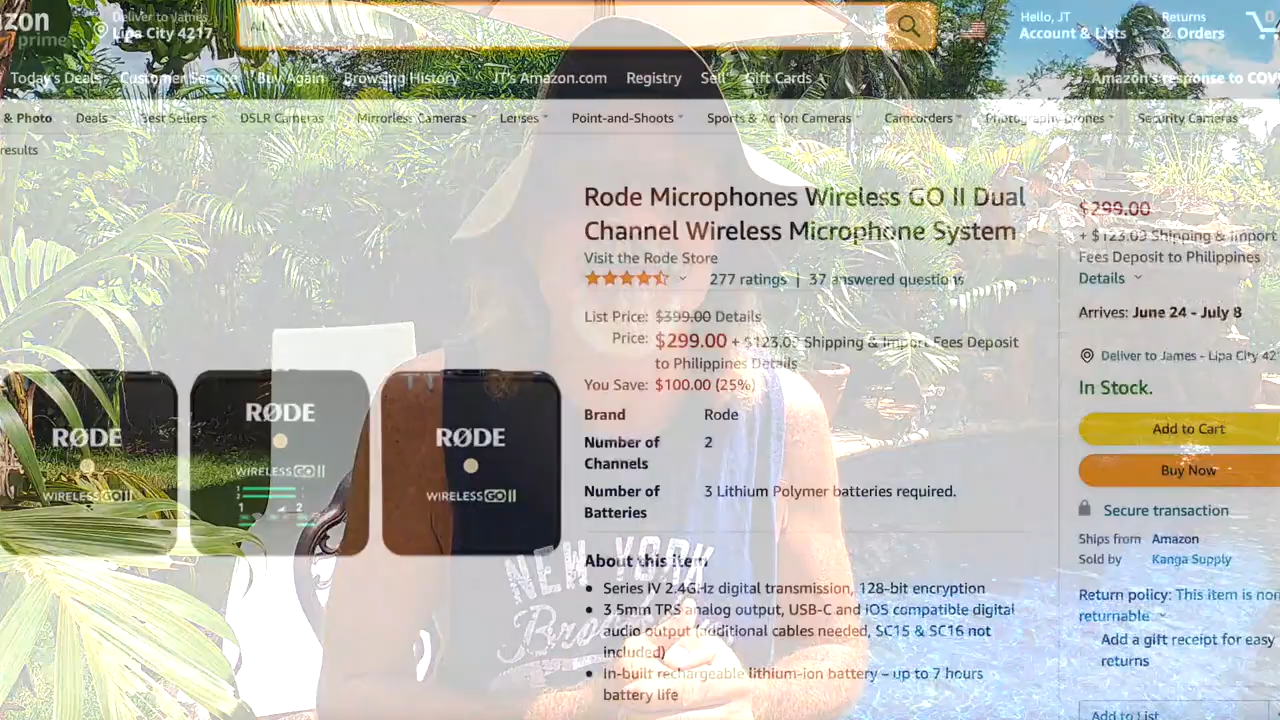 zon
prime
Deliver to James
Lipa City 4217
Hello, JT
Account & Lists
Returns
& Orders
0
Today's Deals Customer Service Buy Again Browsing History JT's Amazon.com Registry Sell Gift Cards
Amazon's response to COV
& Photo Deals Best Sellers DSLR Cameras Mirrorless Cameras Lenses Point-and-Shoots Sports & Action Cameras Camcorders Photography Drones Security Cameras
results
Rode Microphones Wireless GO II Dual
Channel Wireless Microphone System
Visit the Rode Store
277 ratings | 37 answered questions
List Price: $399.00 Details
Price: $299.00 + $123.03 Shipping & Import Fees Deposit
to Philippines Details
You Save: $100.00 (25%)
Brand Rode
Number of 2
Channels
Number of 3 Lithium Polymer batteries required.
Batteries
About this item
• Series IV 2.4GHz digital transmission, 128-bit encryption
• 3.5mm TRS analog output, USB-C and iOS compatible digital
audio output (additional cables needed, SC15 & SC16 not
included)
• In-built rechargeable lithium-ion battery – up to 7 hours
battery life
$299.00
+ $123.03 Shipping & Import
Fees Deposit to Philippines
Details
Arrives: June 24 - July 8
Deliver to James - Lipa City 42
In Stock.
Add to Cart
Buy Now
Secure transaction
Ships from Amazon
Sold by Kanga Supply
Return policy: This item is non
returnable
Add a gift receipt for easy
returns
Add to List
RØDE
WIRELESS GO II
RØDE
WIRELESS GO II
1
2
1 2
RØDE
WIRELESS GO II
NEW YORK